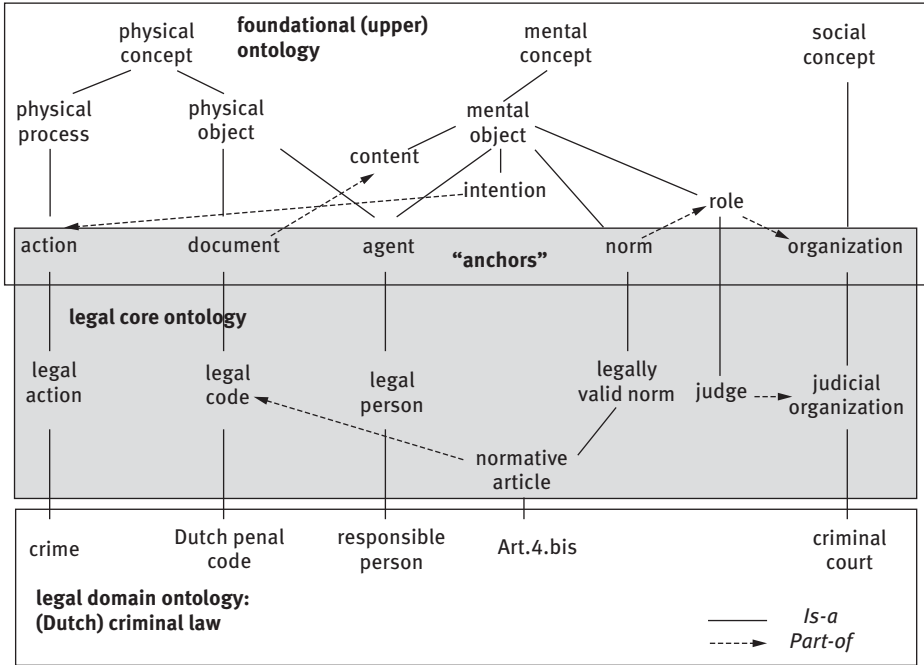 physical
concept
foundational (upper)
ontology
mental
concept
social
concept
physical
process
physical
object
mental
object
content
intention
role
action
document
agent
"anchors"
norm
organization
legal core ontology
legal
action
legal
code
legal
person
legally
valid norm
judge
judicial
organization
normative
article
crime
Dutch penal
code
responsible
person
Art.4.bis
criminal
court
legal domain ontology:
(Dutch) criminal law
Is-a
Part-of